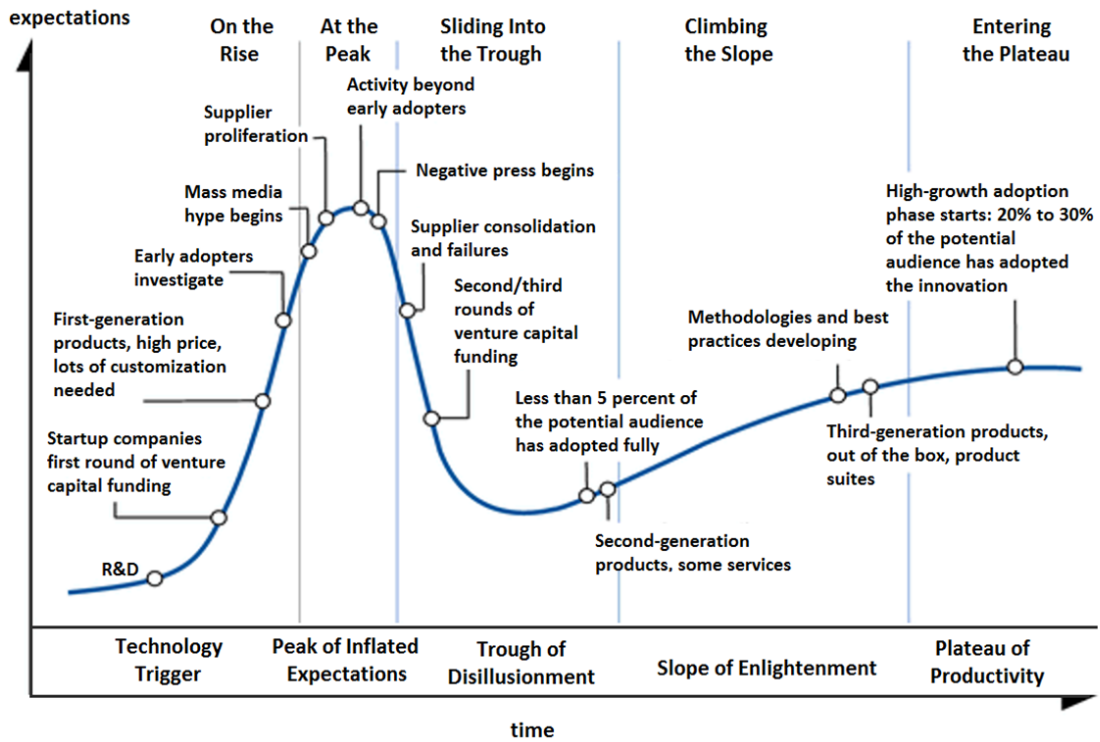 expectations
On the
Rise
At the
Peak
Sliding Into
the Trough
Climbing
the Slope
Entering
the Plateau
Activity beyond
early adopters
Supplier
proliferation
Negative press begins
Mass media
hype begins
Supplier consolidation
and failures
High-growth adoption
phase starts: 20% to 30%
of the potential
audience has adopted
the innovation
Early adopters
investigate
Second/third
rounds of
venture capital
funding
First-generation
products, high price,
lots of customization
needed
Methodologies and best
practices developing
Less than 5 percent of
the potential audience
has adopted fully
Startup companies
first round of venture
capital funding
Third-generation products,
out of the box, product
suites
Second-generation
products, some services
R&D
Technology
Trigger
Peak of Inflated
Expectations
Trough of
Disillusionment
Slope of Enlightenment
Plateau of
Productivity
time